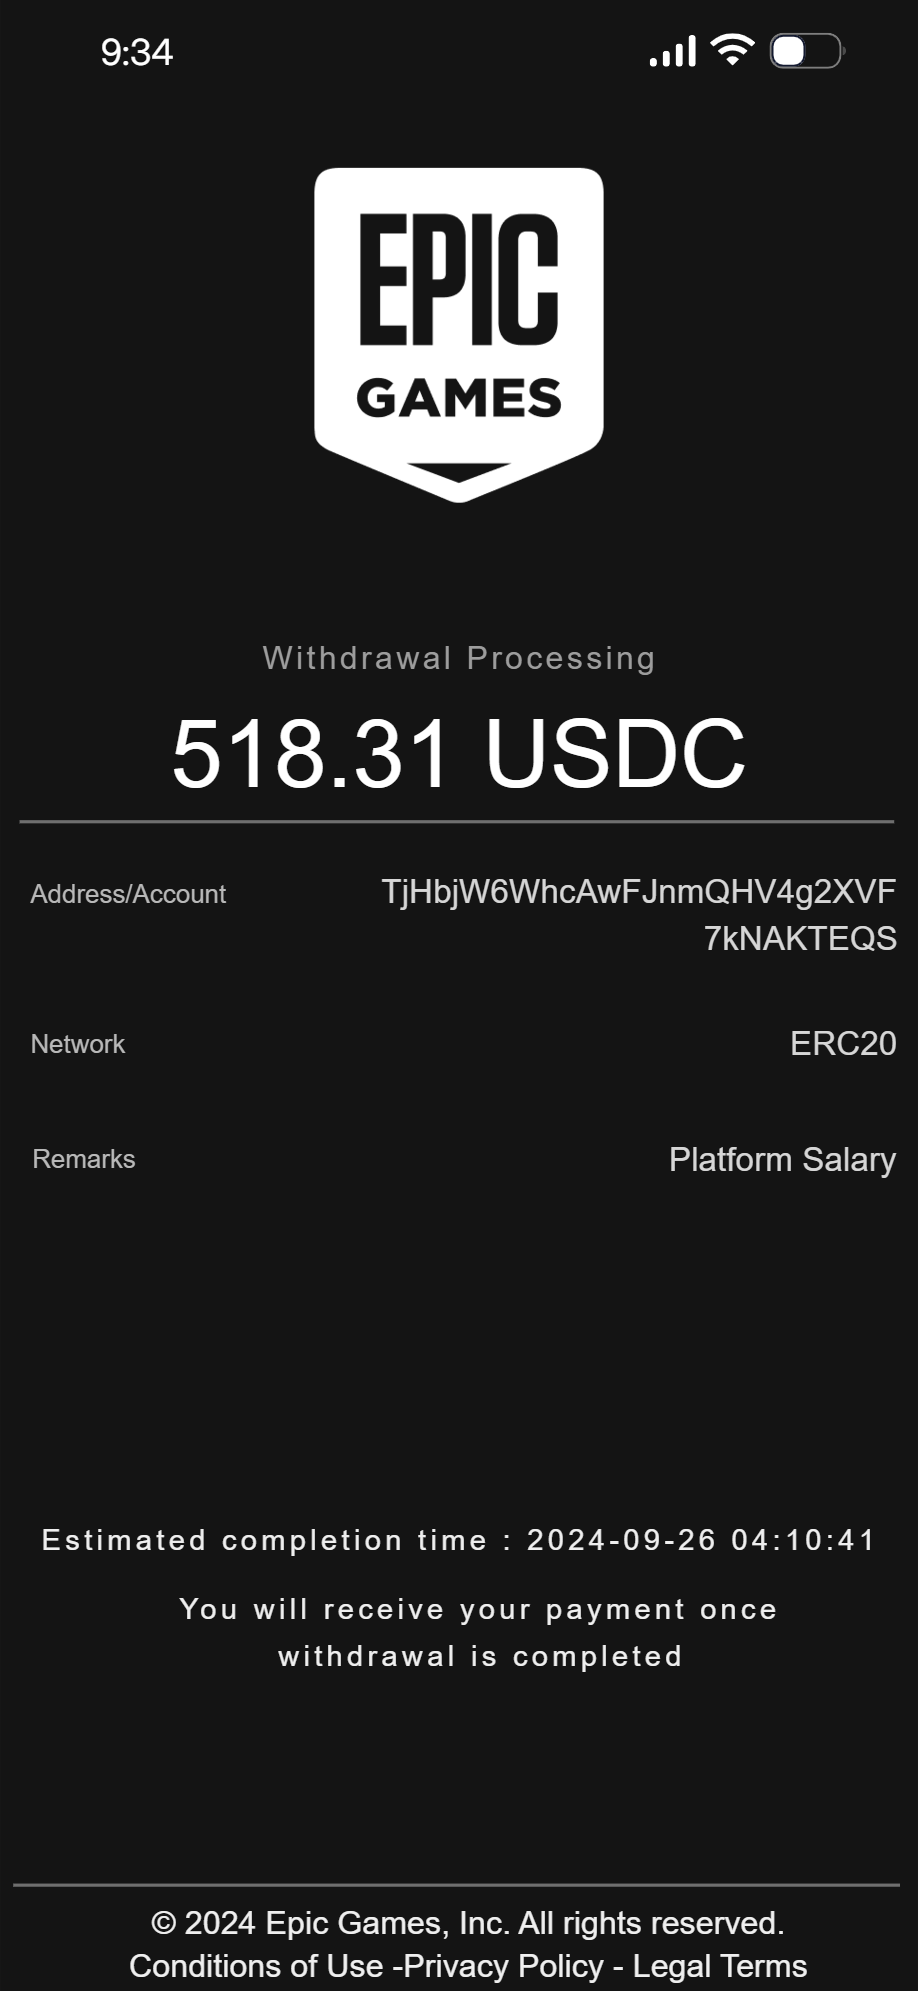 9:34
EPIC
GAMES
Withdrawal Processing
518.31 USDC
Address/Account TjHbjW6WhcAwFJnmQHV4g2XVF
7kNAKTEQS
Network ERC20
Remarks Platform Salary
Estimated completion time : 2024-09-26 04:10:41
You will receive your payment once
withdrawal is completed
© 2024 Epic Games, Inc. All rights reserved.
Conditions of Use -Privacy Policy - Legal Terms